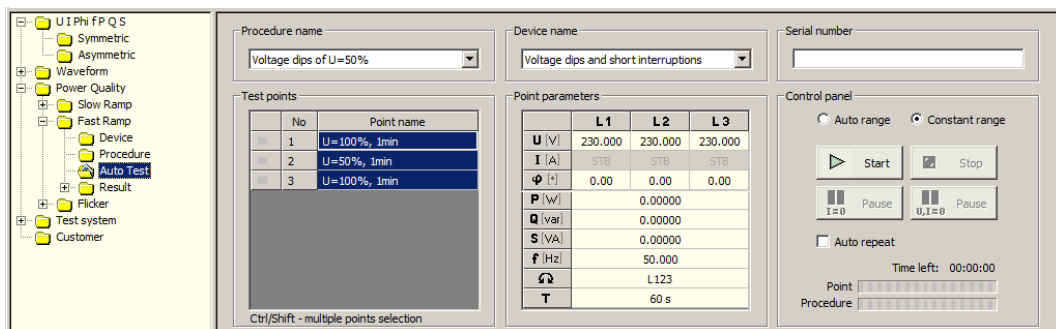 U I Phi f P Q S
Symmetric
Asymmetric
Waveform
Power Quality
Slow Ramp
Fast Ramp
Device
Procedure
Auto Test
Result
Flicker
Test system
Customer
Procedure name
Voltage dips of U=50%
Device name
Voltage dips and short interruptions
Serial number
Test points
No Point name
1 U=100%, 1min
2 U=50%, 1min
3 U=100%, 1min
Ctrl/Shift - multiple points selection
Point parameters
L1 L2 L3
U [V] 230.000 230.000 230.000
I [A] STB STB STB
φ [°] 0.00 0.00 0.00
P [W] 0.00000
Q [var] 0.00000
S [VA] 0.00000
f [Hz] 50.000
L123
T 60 s
Control panel
Auto range Constant range
Start Stop
I=0 Pause U,I=0 Pause
Auto repeat
Time left: 00:00:00
Point
Procedure